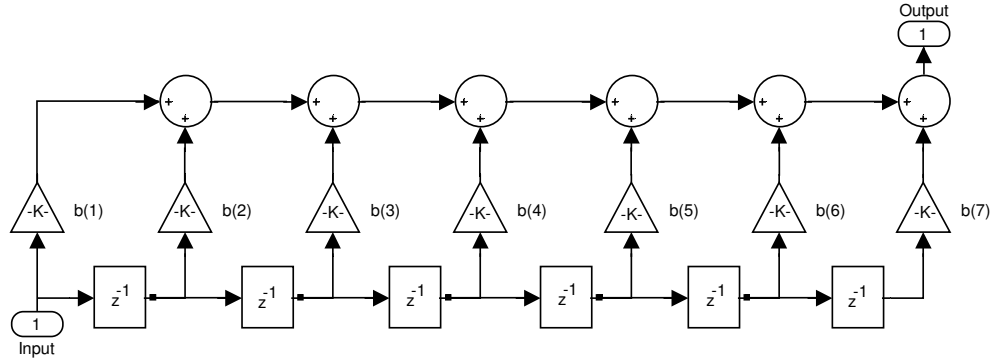 Output
1
+ + + + + +
+ + + + + +
-K- b(1) -K- b(2) -K- b(3) -K- b(4) -K- b(5) -K- b(6) -K- b(7)
z-1 z-1 z-1 z-1 z-1 z-1
1
Input